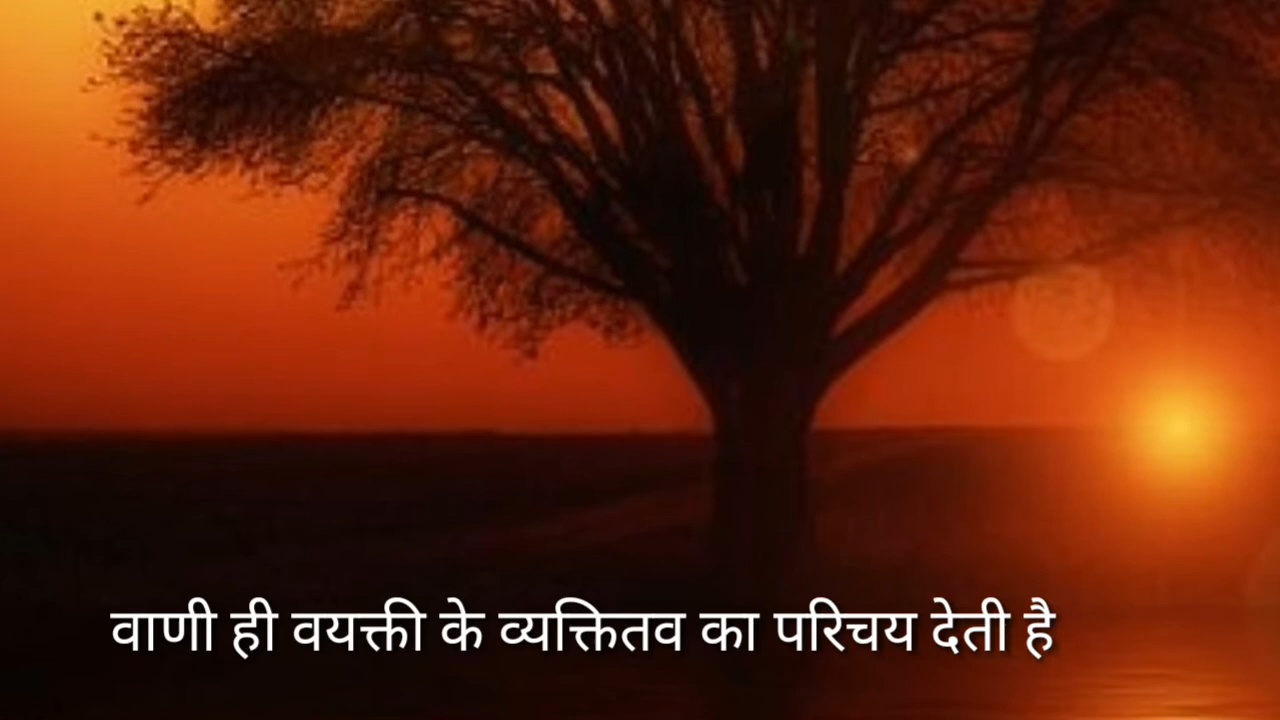 वाणी ही वयक्ती के व्यक्तितव का परिचय देती है